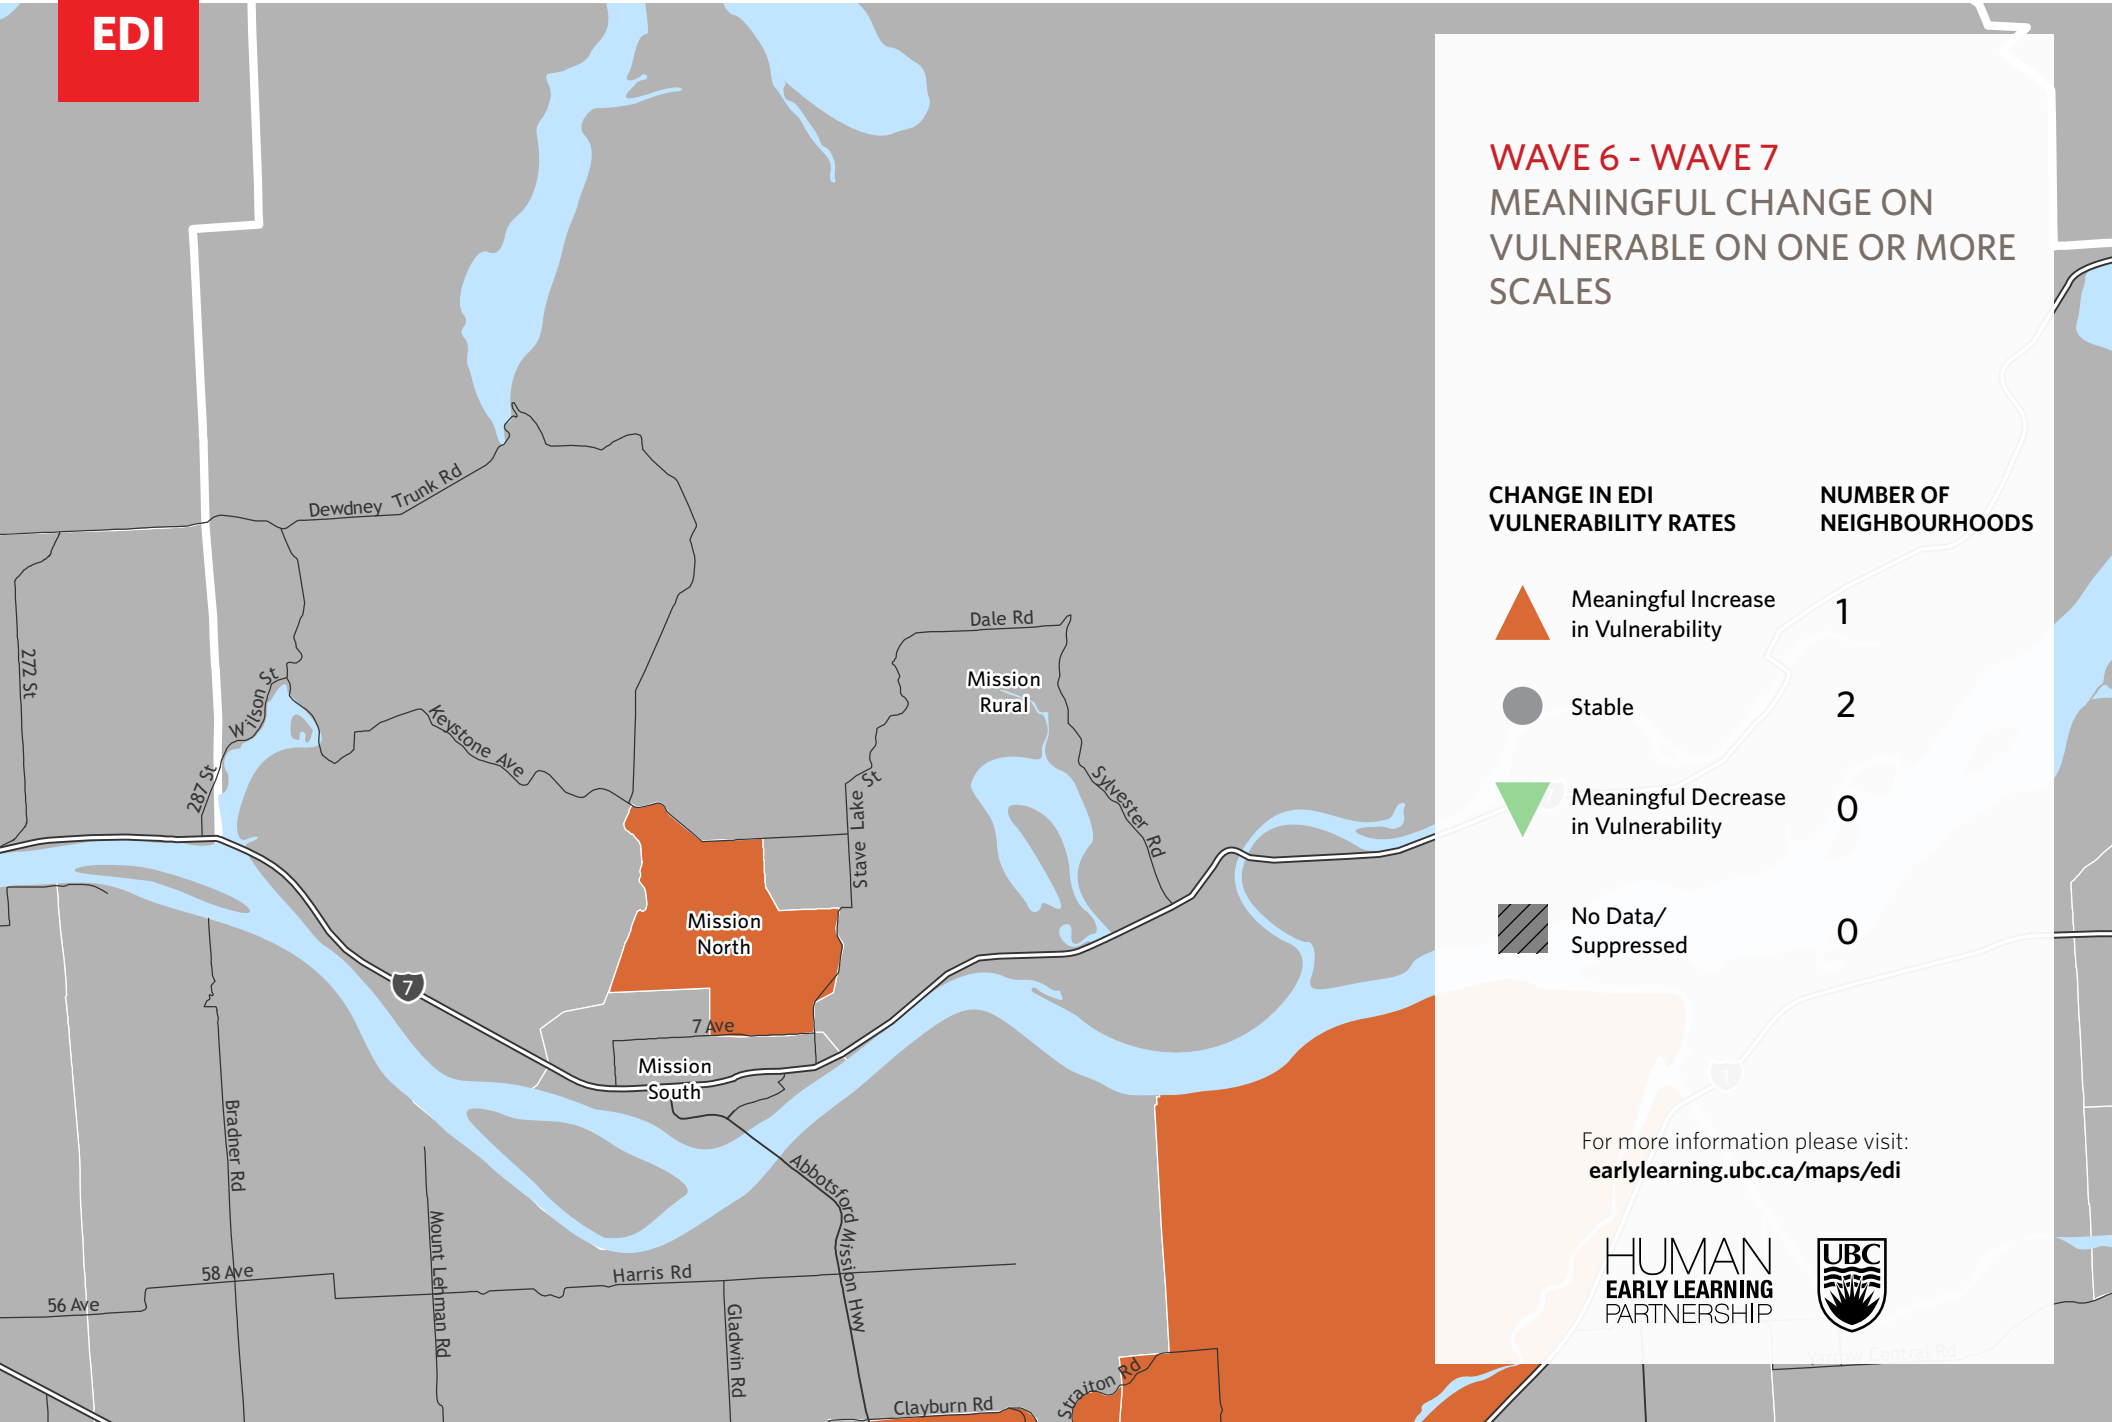 EDI
WAVE 6 - WAVE 7
MEANINGFUL CHANGE ON
VULNERABLE ON ONE OR MORE
SCALES
CHANGE IN EDI
VULNERABILITY RATES
NUMBER OF
NEIGHBOURHOODS
Meaningful Increase
in Vulnerability
1
Stable
2
Meaningful Decrease
in Vulnerability
0
No Data/
Suppressed
0
For more information please visit:
earlylearning.ubc.ca/maps/edi
HUMAN
EARLY LEARNING
PARTNERSHIP
UBC
Dewdney Trunk Rd
272 St
Wilson St
287 St
Keystone Ave
Dale Rd
Mission
Rural
Stave Lake St
Sylvester Rd
Mission
North
7
7 Ave
Mission
South
Bradner Rd
Mount Lehman Rd
Abbotsford Mission Hwy
58 Ave
56 Ave
Harris Rd
Gladwin Rd
Clayburn Rd
Straiton Rd
1
7
Yarrow Central Rd